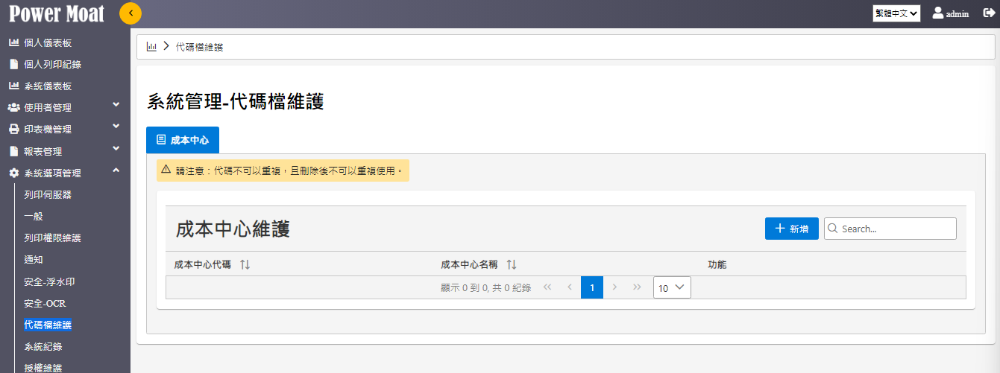 Power Moat
繁體中文
admin
個人儀表板
個人列印紀錄
系統儀表板
使用者管理
印表機管理
報表管理
系統選項管理
列印伺服器
一般
列印權限維護
通知
安全-浮水印
安全-OCR
代碼檔維護
系統紀錄
授權維護
代碼檔維護
系統管理-代碼檔維護
成本中心
請注意：代碼不可以重複，且刪除後不可以重複使用。
成本中心維護
新增
Search...
成本中心代碼 成本中心名稱 功能
顯示 0 到 0, 共 0 紀錄 « ‹ 1 › » 10